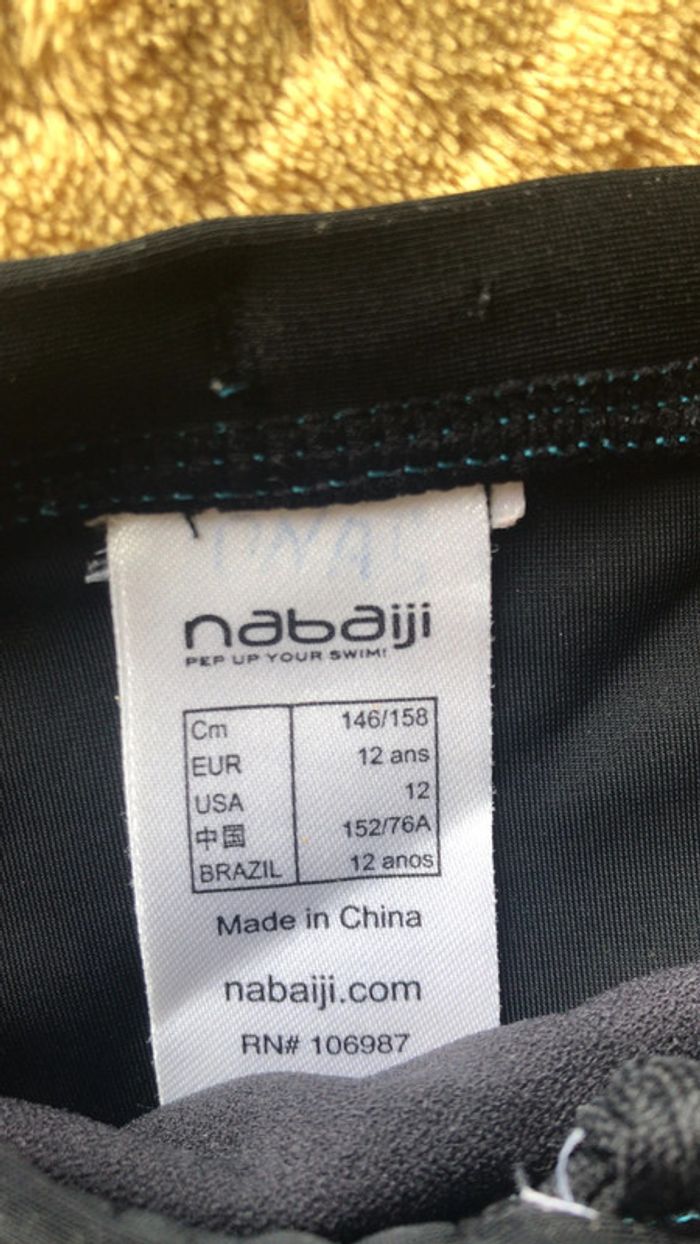 nabaiji
PEP UP YOUR SWIM!
Cm 146/158
EUR 12 ans
USA 12
中国 152/76A
BRAZIL 12 anos
Made in China
nabaiji.com
RN# 106987